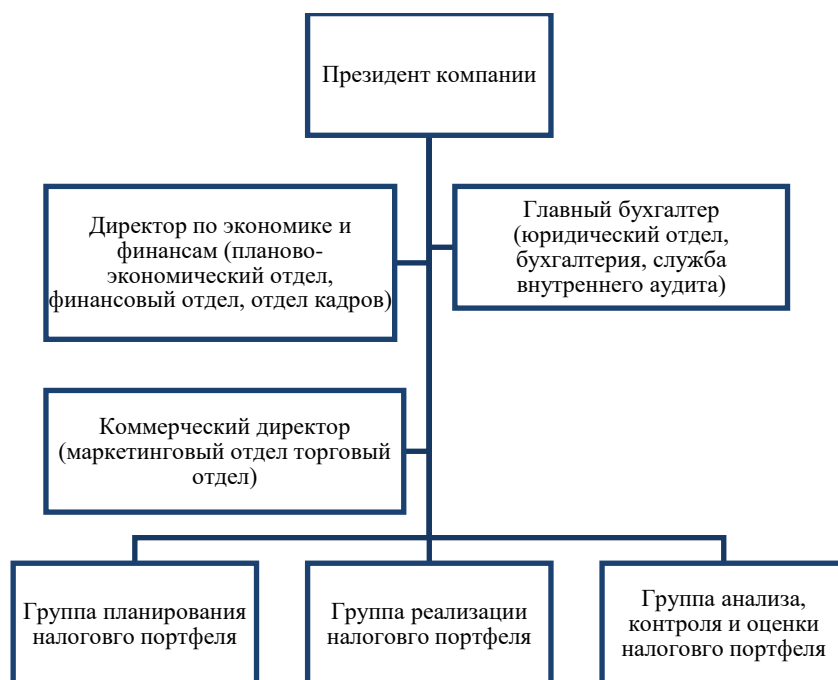 Президент компании
Директор по экономике и
финансам (планово-
экономический отдел,
финансовый отдел, отдел кадров)
Главный бухгалтер
(юридический отдел,
бухгалтерия, служба
внутреннего аудита)
Коммерческий директор
(маркетинговый отдел торговый
отдел)
Группа планирования
налоговго портфеля
Группа реализации
налоговго портфеля
Группа анализа,
контроля и оценки
налоговго портфеля